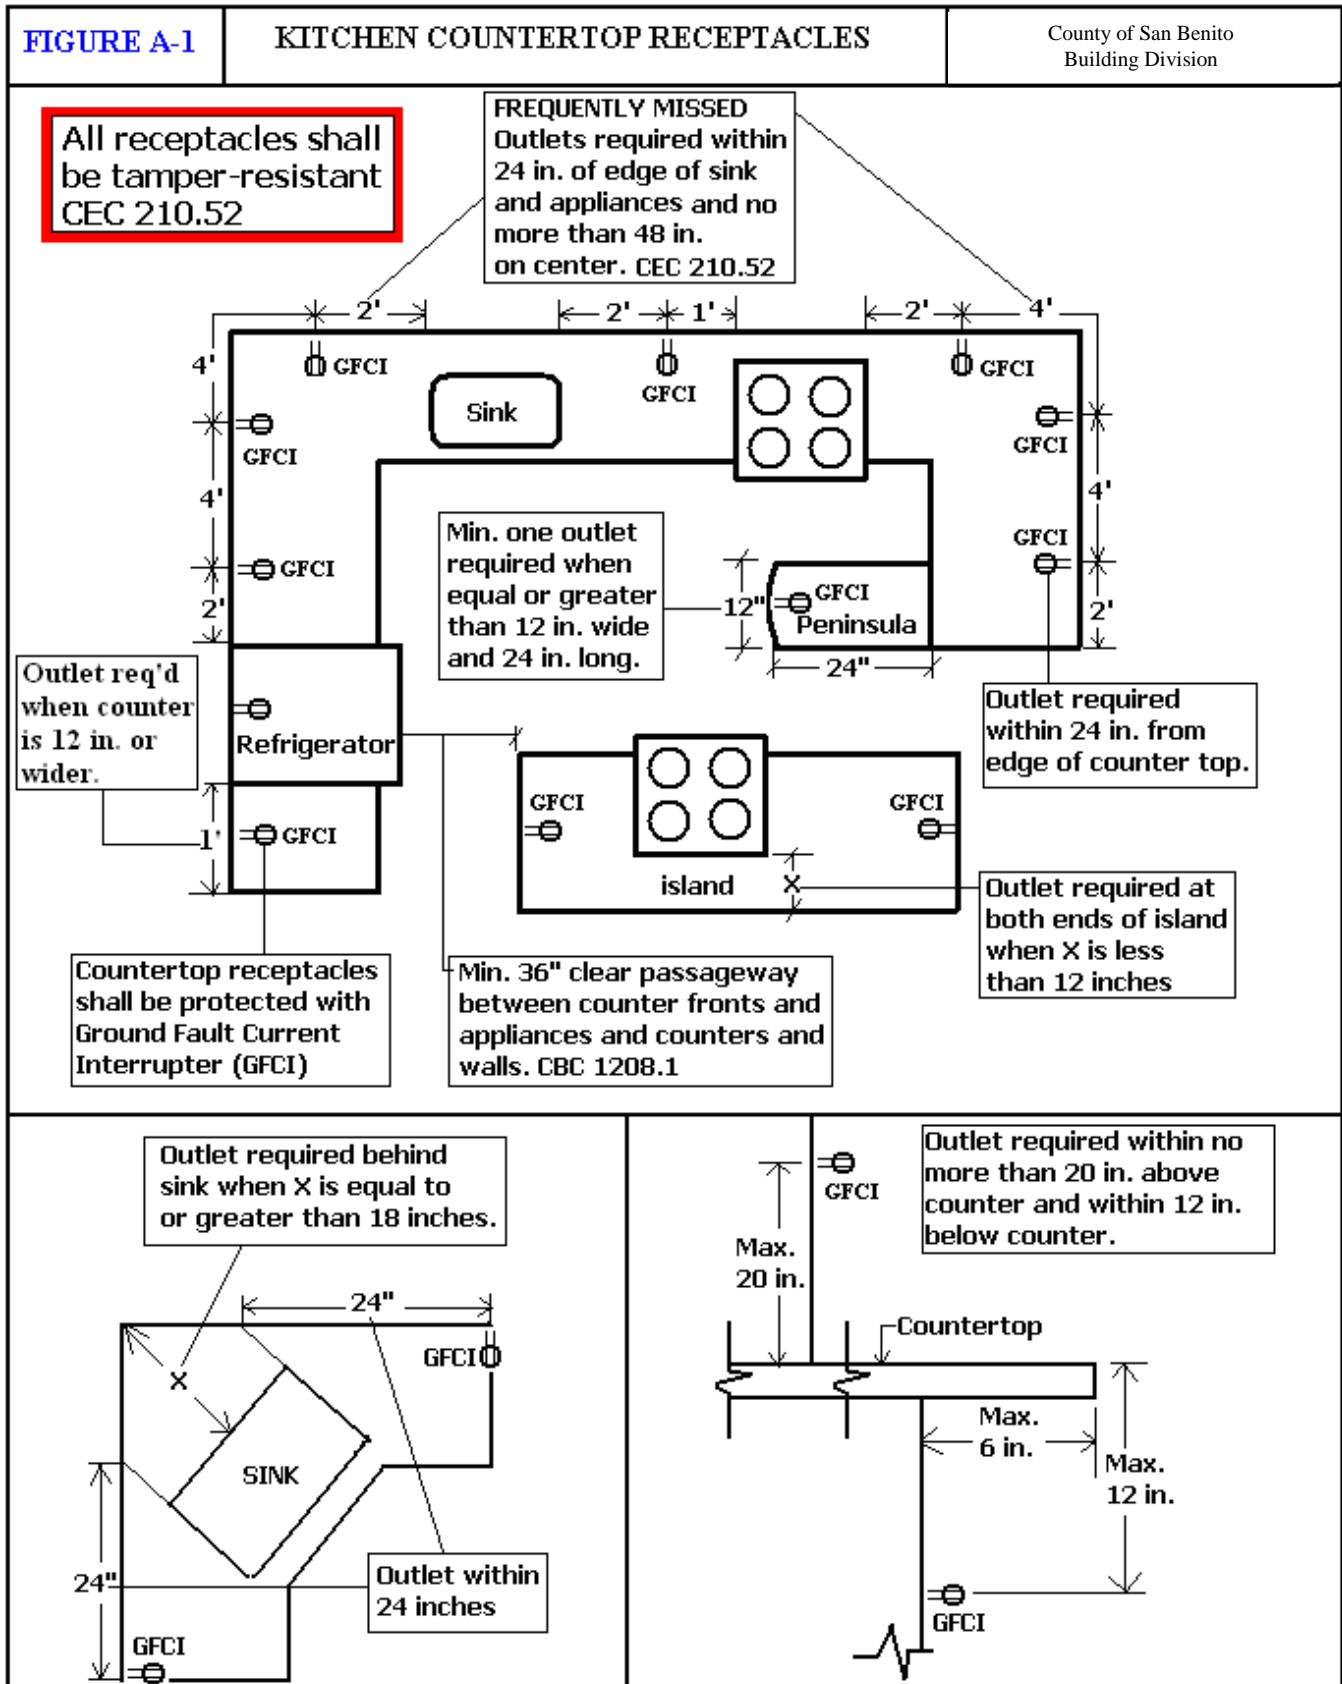 FIGURE A-1
KITCHEN COUNTERTOP RECEPTACLES
County of San Benito
Building Division
All receptacles shall
be tamper-resistant
CEC 210.52
FREQUENTLY MISSED
Outlets required within
24 in. of edge of sink
and appliances and no
more than 48 in.
on center. CEC 210.52
2'
2'
1'
2'
4'
4'
GFCI
GFCI
GFCI
Sink
GFCI
GFCI
4'
4'
GFCI
GFCI
2'
2'
Min. one outlet
required when
equal or greater
than 12 in. wide
and 24 in. long.
12"
GFCI
Peninsula
24"
Outlet req'd
when counter
is 12 in. or
wider.
Refrigerator
Outlet required
within 24 in. from
edge of counter top.
1'
GFCI
GFCI
GFCI
island
X
Outlet required at
both ends of island
when X is less
than 12 inches
Countertop receptacles
shall be protected with
Ground Fault Current
Interrupter (GFCI)
Min. 36" clear passageway
between counter fronts and
appliances and counters and
walls. CBC 1208.1
Outlet required behind
sink when X is equal to
or greater than 18 inches.
24"
GFCI
X
SINK
24"
Outlet within
24 inches
GFCI
Outlet required within no
more than 20 in. above
counter and within 12 in.
below counter.
GFCI
Max.
20 in.
Countertop
Max.
6 in.
Max.
12 in.
GFCI